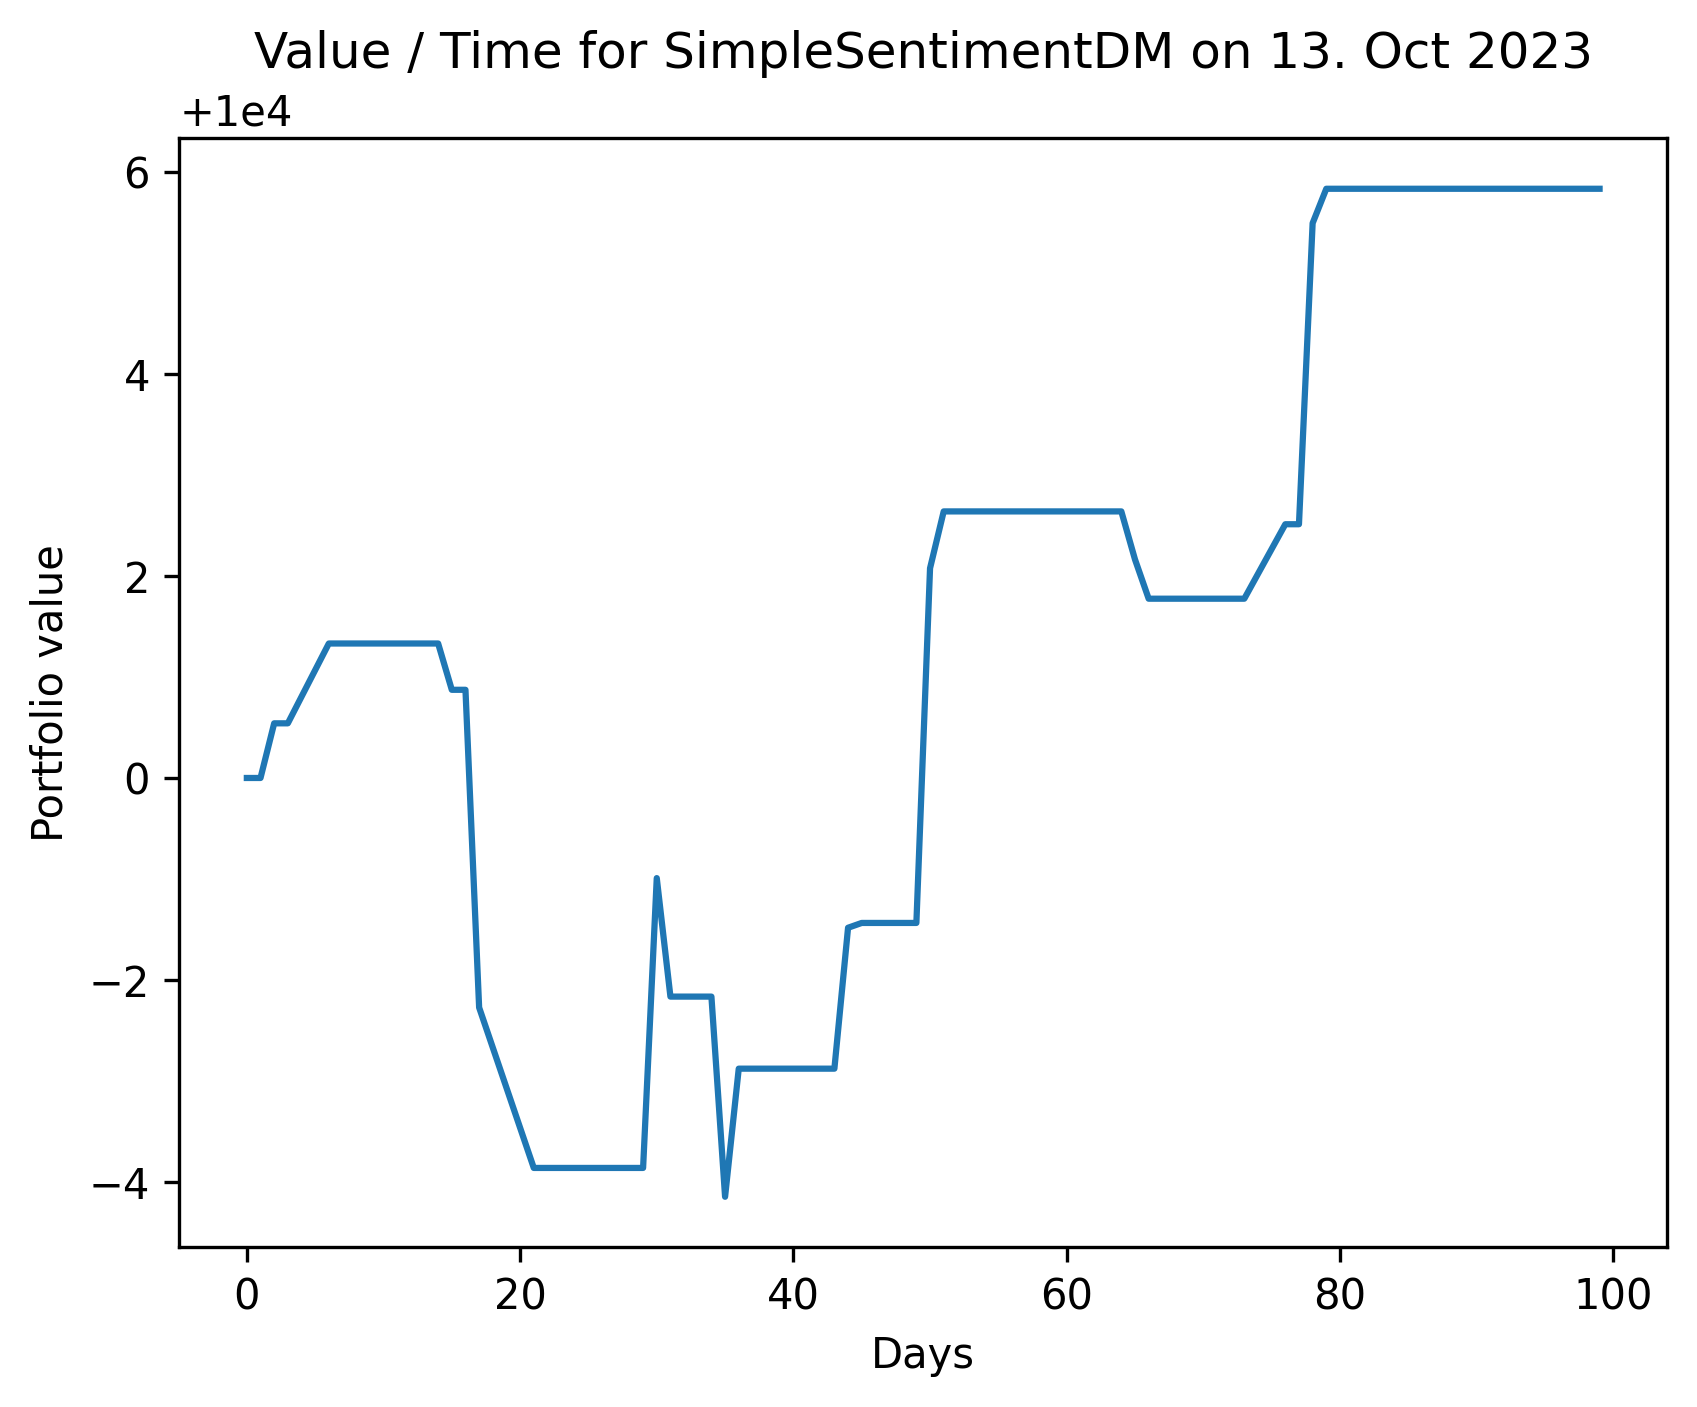 Value / Time for SimpleSentimentDM on 13. Oct 2023
+1e4
6
4
2
0
−2
−4
Portfolio value
0 20 40 60 80 100
Days